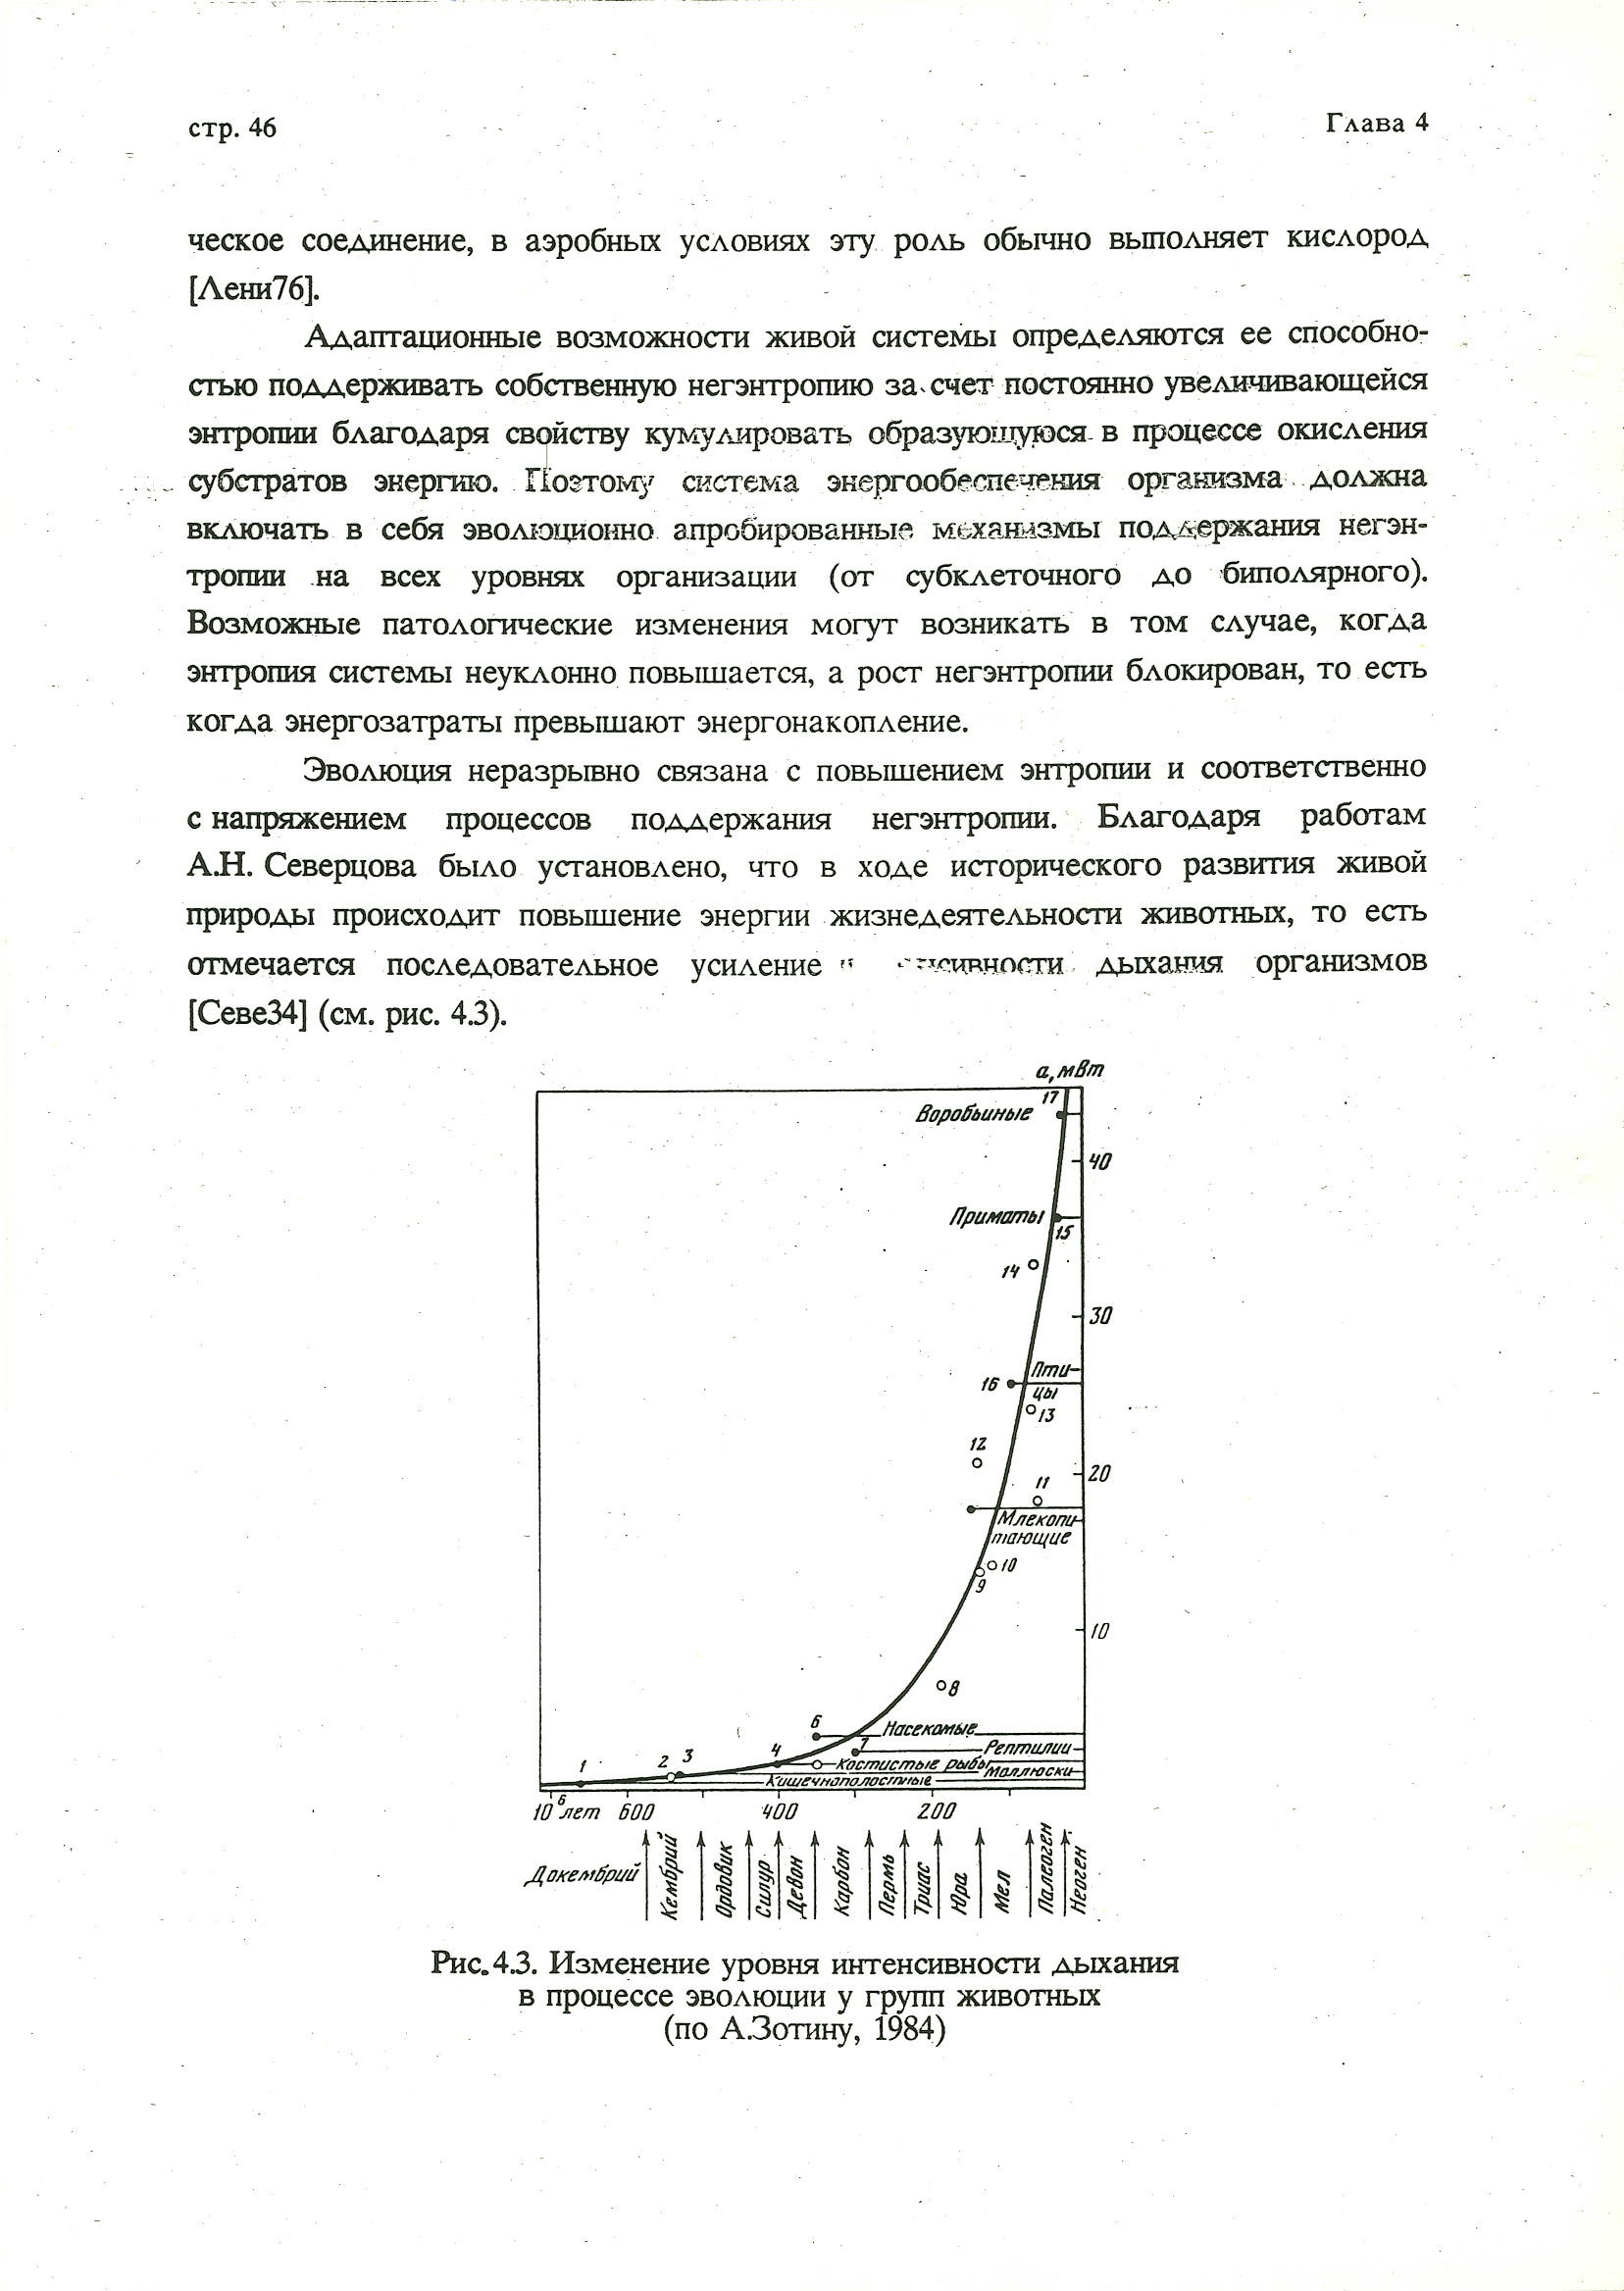 стр. 46
Глава 4
ческое соединение, в аэробных условиях эту роль обычно выполняет кислород
[Лени76].
Адаптационные возможности живой системы определяются ее способно-
стью поддерживать собственную негэнтропию за счет постоянно увеличивающейся
энтропии благодаря свойству кумулировать образующуюся в процессе окисления
субстратов энергию. Поэтому система энергообеспечения организма должна
включать в себя эволюционно апробированные механизмы поддержания негэн-
тропии на всех уровнях организации (от субклеточного до биполярного).
Возможные патологические изменения могут возникать в том случае, когда
энтропия системы неуклонно повышается, а рост негэнтропии блокирован, то есть
когда энергозатраты превышают энергонакопление.
Эволюция неразрывно связана с повышением энтропии и соответственно
с напряжением процессов поддержания негэнтропии. Благодаря работам
А.Н. Северцова было установлено, что в ходе исторического развития живой
природы происходит повышение энергии жизнедеятельности животных, то есть
отмечается последовательное усиление дыхания организмов
[Севе34] (см. рис. 4.3).
а, мВт
17
Воробьиные
40
Приматы
15
14
30
Пти-
16
цы
13
12
20
11
Млекопи-
тающие
10
9
10
8
6
Насекомые
7
Рептилии
4
Костистые рыбы
Моллюски
1
2
3
Кишечнополостные
10⁶ лет 600 400 200
Докембрий
Кембрий
Ордовик
Силур
Девон
Карбон
Пермь
Триас
Юра
Мел
Палеоген
Неоген
Рис. 4.3. Изменение уровня интенсивности дыхания
в процессе эволюции у групп животных
(по А.Зотину, 1984)